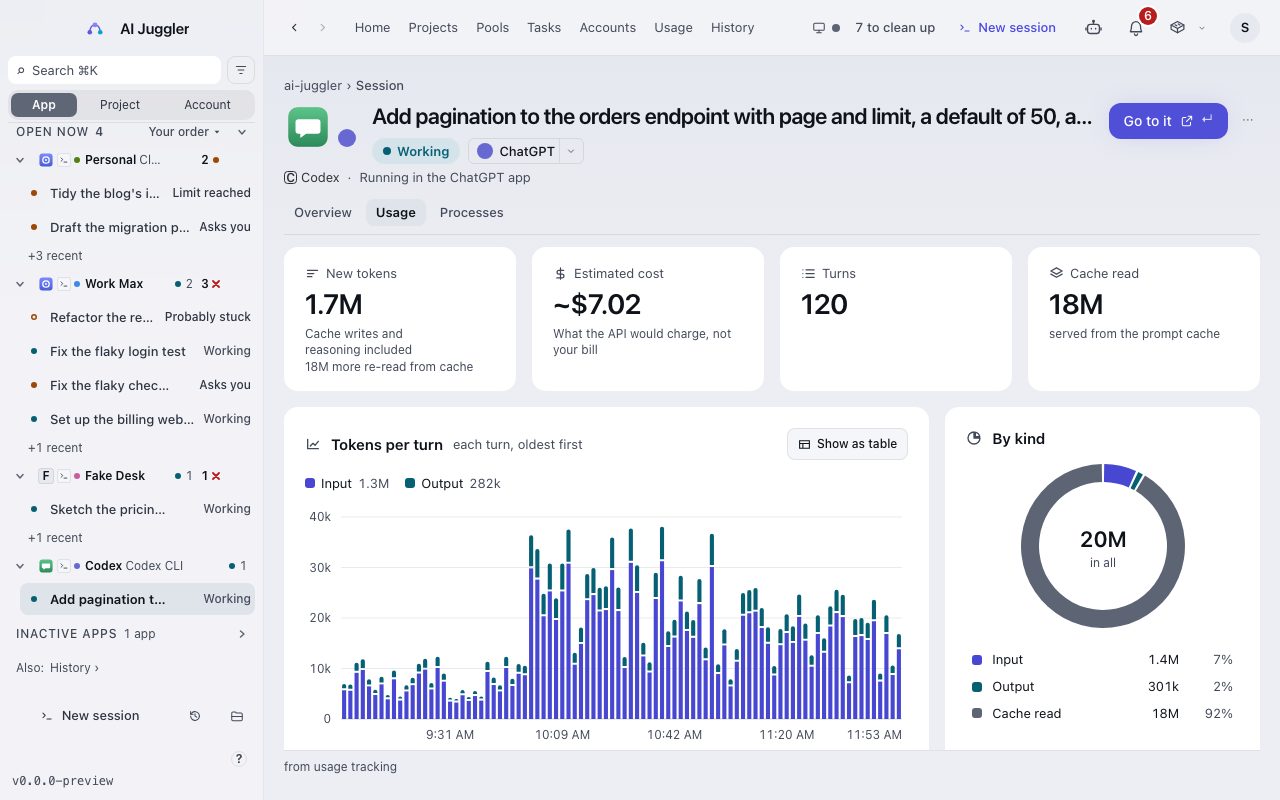 AI Juggler
Search ⌘K
App
Project
Account
OPEN NOW 4
Your order
Personal Cl...
2
Tidy the blog's i...
Limit reached
Draft the migration p...
Asks you
+3 recent
Work Max
2
3
Refactor the re...
Probably stuck
Fix the flaky login test
Working
Fix the flaky chec...
Asks you
Set up the billing web...
Working
+1 recent
F
Fake Desk
1
1
Sketch the pricin...
Working
+1 recent
Codex Codex CLI
1
Add pagination t...
Working
INACTIVE APPS 1 app
Also: History ›
New session
?
v0.0.0-preview
Home
Projects
Pools
Tasks
Accounts
Usage
History
7 to clean up
New session
6
S
ai-juggler › Session
Add pagination to the orders endpoint with page and limit, a default of 50, a...
Go to it
Working
ChatGPT
Codex · Running in the ChatGPT app
Overview
Usage
Processes
New tokens
1.7M
Cache writes and
reasoning included
18M more re-read from cache
Estimated cost
~$7.02
What the API would charge, not
your bill
Turns
120
Cache read
18M
served from the prompt cache
Tokens per turn each turn, oldest first
Show as table
Input 1.3M
Output 282k
40k
30k
20k
10k
0
9:31 AM
10:09 AM
10:42 AM
11:20 AM
11:53 AM
By kind
20M
in all
Input 1.4M 7%
Output 301k 2%
Cache read 18M 92%
from usage tracking